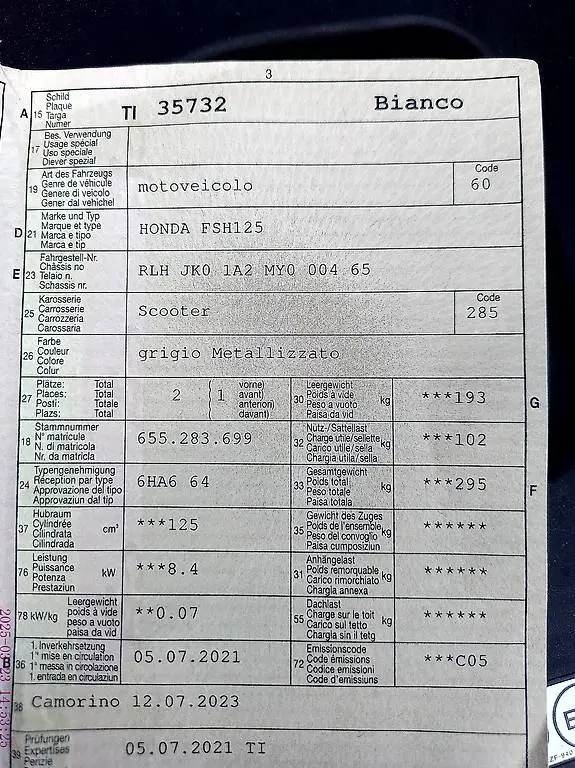 3
A 15 Schild
Plaque
Targa
Numer
TI 35732 Bianco
17 Bes. Verwendung
Usage spécial
Uso speciale
Diever spezial
19 Art des Fahrzeugs
Genre de véhicule
Genere di veicolo
Gener dal vehichel
motoveicolo
Code
60
D 21 Marke und Typ
Marque et type
Marca e tipo
Marca e tip
HONDA FSH125
E 23 Fahrgestell-Nr.
Châssis no
Telaio n.
Schassis nr.
RLH JK0 1A2 MY0 004 65
25 Karosserie
Carrosserie
Carrozzeria
Carossaria
Scooter
Code
285
26 Farbe
Couleur
Colore
Colur
grigio Metallizzato
27 Plätze: Total
Places: Total
Posti: Totale
Plazs: Total
2 ( 1 vorne)
avant)
anteriori)
davant)
30 Leergewicht
Poids à vide
Peso a vuoto
Paisa da vid
kg
***193
G
18 Stammnummer
N° matricule
N. di matricola
Nr. da matricla
655.283.699
32 Nutz-/Sattellast
Charge utile/sellette
Carico utile/sella
Chargia utila/sella
kg
***102
24 Typengenehmigung
Réception par type
Approvazione del tipo
Approvaziun dal tip
6HA6 64
33 Gesamtgewicht
Poids total
Peso totale
Paisa totala
kg
***295
F
37 Hubraum
Cylindrée
Cilindrata
Cilindrada
cm³
***125
35 Gewicht des Zuges
Poids de l'ensemble
Peso del convoglio
Paisa cumposiziun
kg
******
76 Leistung
Puissance
Potenza
Prestaziun
kW
***8.4
31 Anhängelast
Poids remorquable
Carico rimorchiato
Chargia annexa
kg
******
78 kW/kg Leergewicht
poids à vide
peso a vuoto
paisa da vid
**0.07
55 Dachlast
Charge sur le toit
Carico sul tetto
Chargia sin il tetg
kg
******
B 36 1. Inverkehrsetzung
1re mise en circulation
1a messa in circolazione
1. entrada en circulaziun
05.07.2021
72 Emissionscode
Code émissions
Codice emissioni
Code d'emissiuns
***C05
38 Camorino 12.07.2023
39 Prüfungen
Expertises
Perizie
05.07.2021 TI